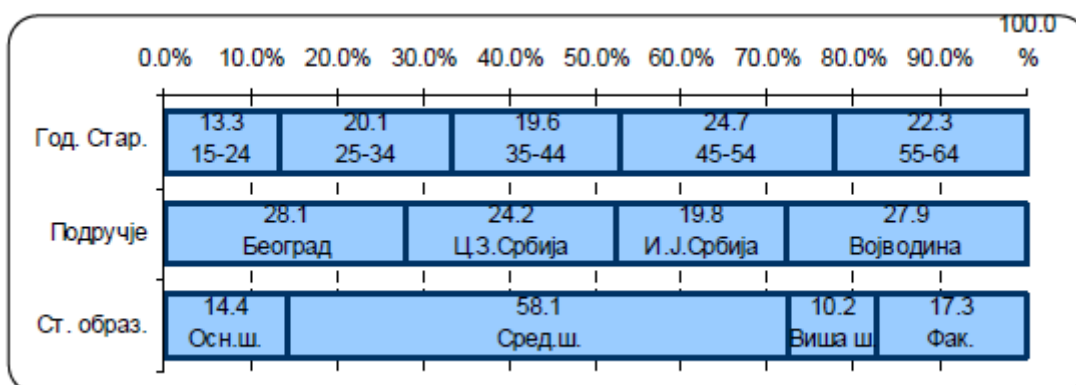 100.0
0.0% 10.0% 20.0% 30.0% 40.0% 50.0% 60.0% 70.0% 80.0% 90.0% %
13.3 20.1 19.6 24.7 22.3
Год. Стар.
15-24 25-34 35-44 45-54 55-64
28.1 24.2 19.8 27.9
Подручје
Београд Ц.З.Србија И.Ј.Србија Војводина
14.4 58.1 10.2 17.3
Ст. образ.
Осн.ш. Сред.ш. Виша ш. Фак.